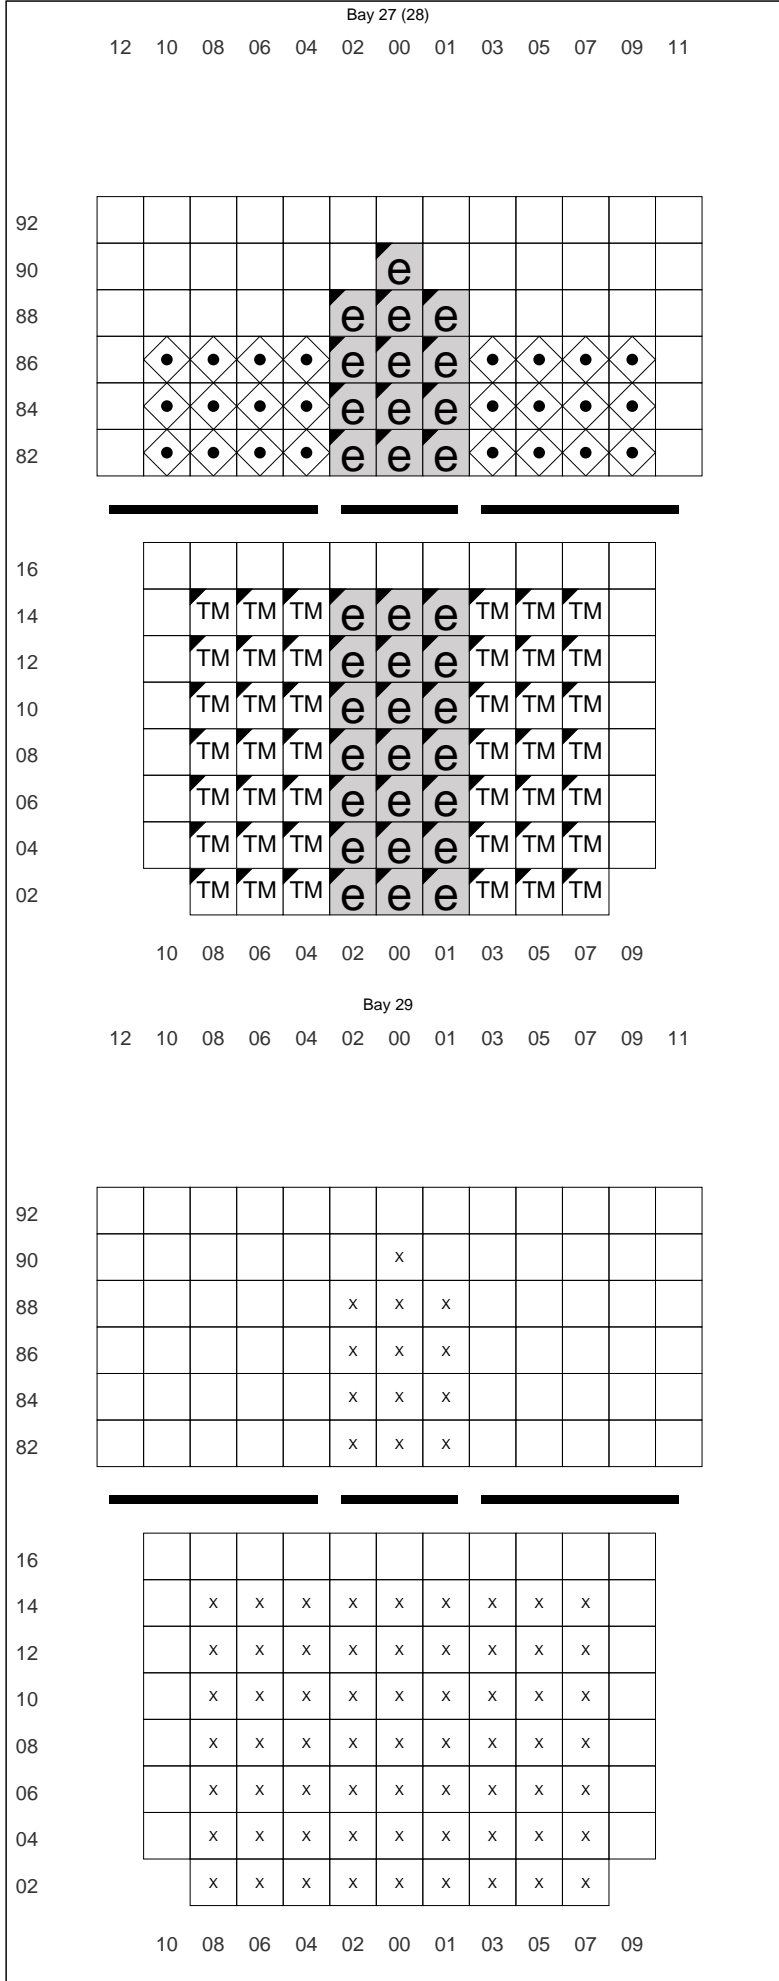 Bay 27 (28)
12 10 08 06 04 02 00 01 03 05 07 09 11
92
90 e
88 e e e
86 e e e
84 e e e
82 e e e
16
14 TM TM TM e e e TM TM TM
12 TM TM TM e e e TM TM TM
10 TM TM TM e e e TM TM TM
08 TM TM TM e e e TM TM TM
06 TM TM TM e e e TM TM TM
04 TM TM TM e e e TM TM TM
02 TM TM TM e e e TM TM TM
10 08 06 04 02 00 01 03 05 07 09
Bay 29
12 10 08 06 04 02 00 01 03 05 07 09 11
92
90 x
88 x x x
86 x x x
84 x x x
82 x x x
16
14 x x x x x x x x x
12 x x x x x x x x x
10 x x x x x x x x x
08 x x x x x x x x x
06 x x x x x x x x x
04 x x x x x x x x x
02 x x x x x x x x x
10 08 06 04 02 00 01 03 05 07 09